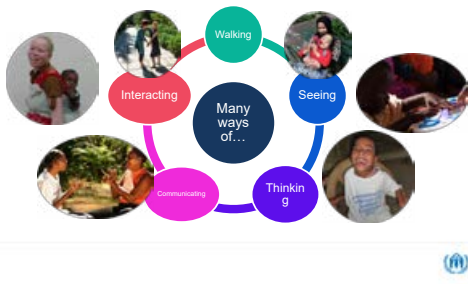 Walking
Interacting
Seeing
Many
ways
of...
Communicating
Thinkin
g